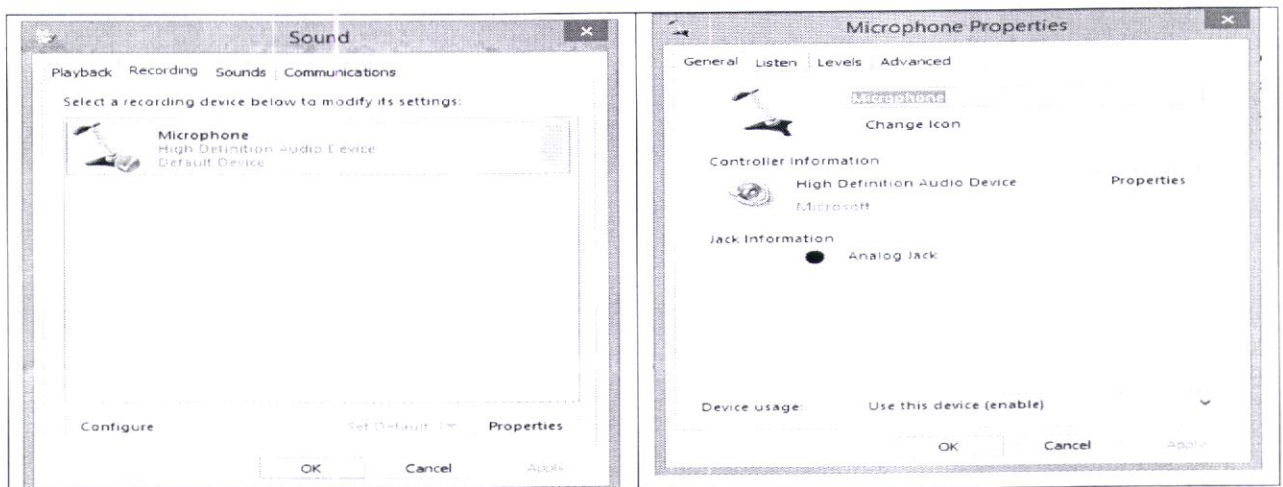 Sound
Playback Recording Sounds Communications
Select a recording device below to modify its settings:
Microphone
High Definition Audio Device
Default Device
Configure Set Default Properties
OK Cancel Apply
Microphone Properties
General Listen Levels Advanced
Microphone
Change Icon
Controller Information
High Definition Audio Device Properties
Microsoft
Jack Information
Analog Jack
Device usage: Use this device (enable)
OK Cancel Apply